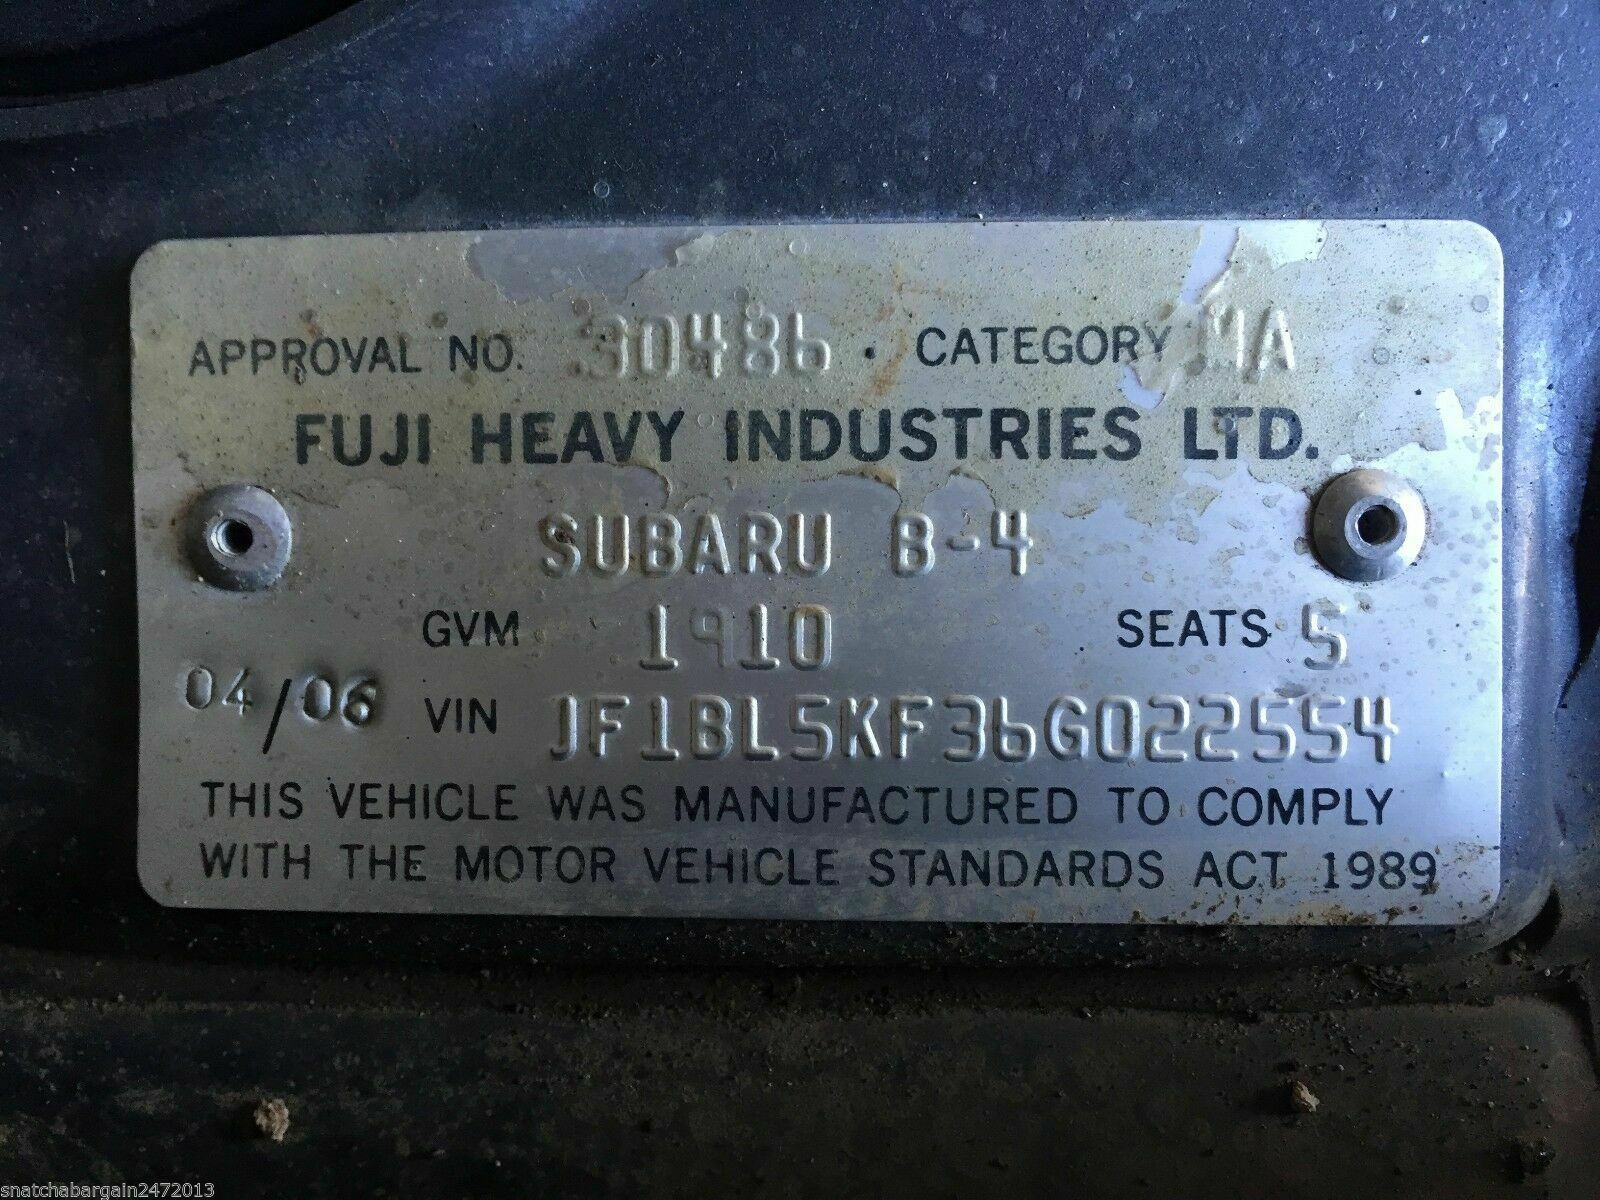 APPROVAL NO. 30486 CATEGORY MA
FUJI HEAVY INDUSTRIES LTD.
SUBARU B-4
GVM 1910 SEATS 5
04/06 VIN JF1BL5KF36G022554
THIS VEHICLE WAS MANUFACTURED TO COMPLY
WITH THE MOTOR VEHICLE STANDARDS ACT 1989
snatchabargain2472013